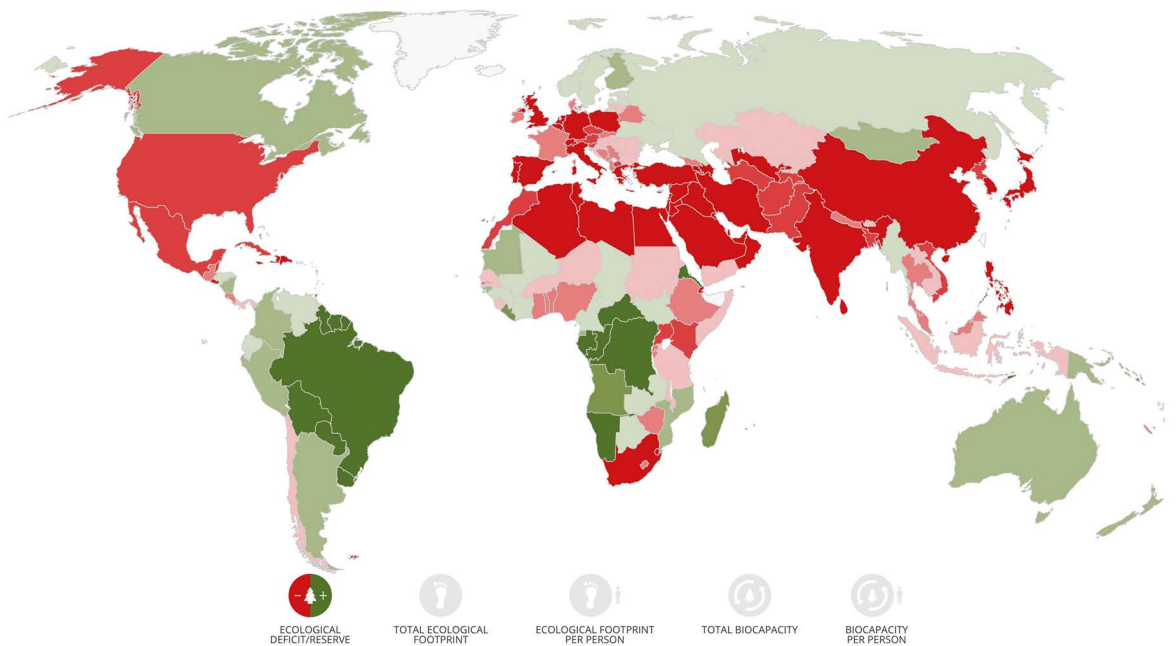 - +
ECOLOGICAL
DEFICIT/RESERVE
TOTAL ECOLOGICAL
FOOTPRINT
ECOLOGICAL FOOTPRINT
PER PERSON
TOTAL BIOCAPACITY
BIOCAPACITY
PER PERSON